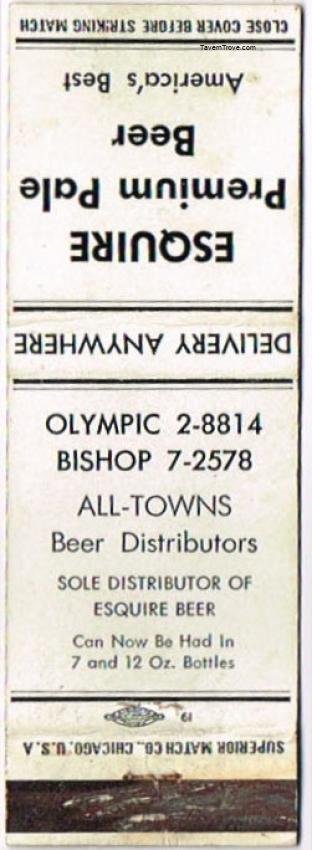 CLOSE COVER BEFORE STRIKING MATCH
TavernTrove.com
America's Best
Beer
Premium Pale
ESQUIRE
DELIVERY ANYWHERE
OLYMPIC 2-8814
BISHOP 7-2578
ALL-TOWNS
Beer Distributors
SOLE DISTRIBUTOR OF
ESQUIRE BEER
Can Now Be Had In
7 and 12 Oz. Bottles
19
SUPERIOR MATCH CO., CHICAGO, U.S.A